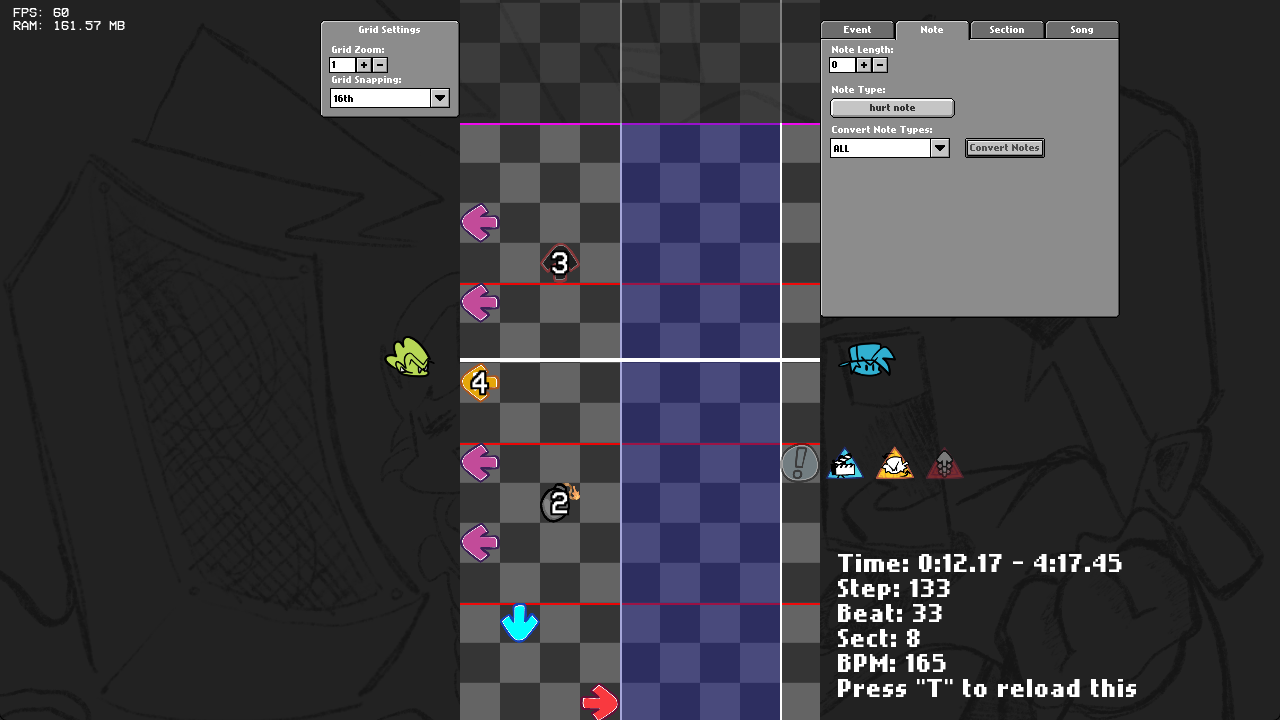 FPS: 60
RAM: 161.57 MB
Grid Settings
Grid Zoom:
1 + −
Grid Snapping:
16th
Event Note Section Song
Note Length:
0 + −
Note Type:
hurt note
Convert Note Types:
ALL Convert Notes
3
4
!
2
Time: 0:12.17 - 4:17.45
Step: 133
Beat: 33
Sect: 8
BPM: 165
Press "T" to reload this